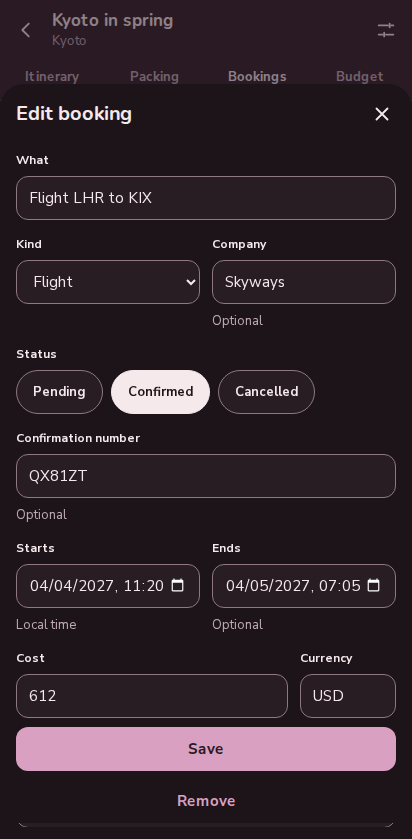 Kyoto in spring
Kyoto
Itinerary Packing Bookings Budget
Edit booking
What
Flight LHR to KIX
Kind Company
Flight Skyways
Optional
Status
Pending Confirmed Cancelled
Confirmation number
QX81ZT
Optional
Starts Ends
04/04/2027, 11:20 04/05/2027, 07:05
Local time Optional
Cost Currency
612 USD
Save
Remove